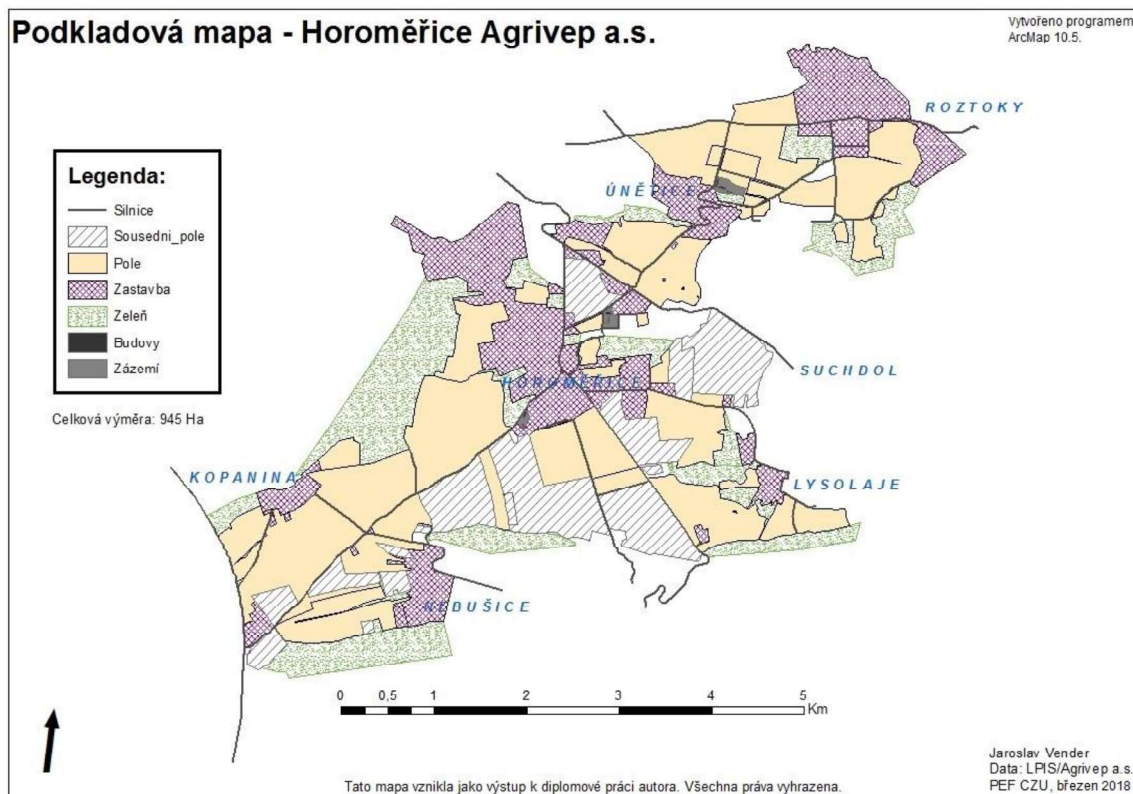 Podkladová mapa - Horoměřice Agrivep a.s.
Vytvořeno programem
ArcMap 10.5.
ROZTOKY
ÚNĚTICE
Legenda:
Silnice
Sousedni_pole
Pole
Zastavba
Zeleň
Budovy
Zázemí
Celková výměra: 945 Ha
SUCHDOL
HOROMĚŘICE
KOPANINA
LYSOLAJE
NEBUŠICE
0 0,5 1 2 3 4 5
Km
Jaroslav Vender
Data: LPIS/Agrivep a.s.
PEF CZU, březen 2018
Tato mapa vznikla jako výstup k diplomové práci autora. Všechna práva vyhrazena.